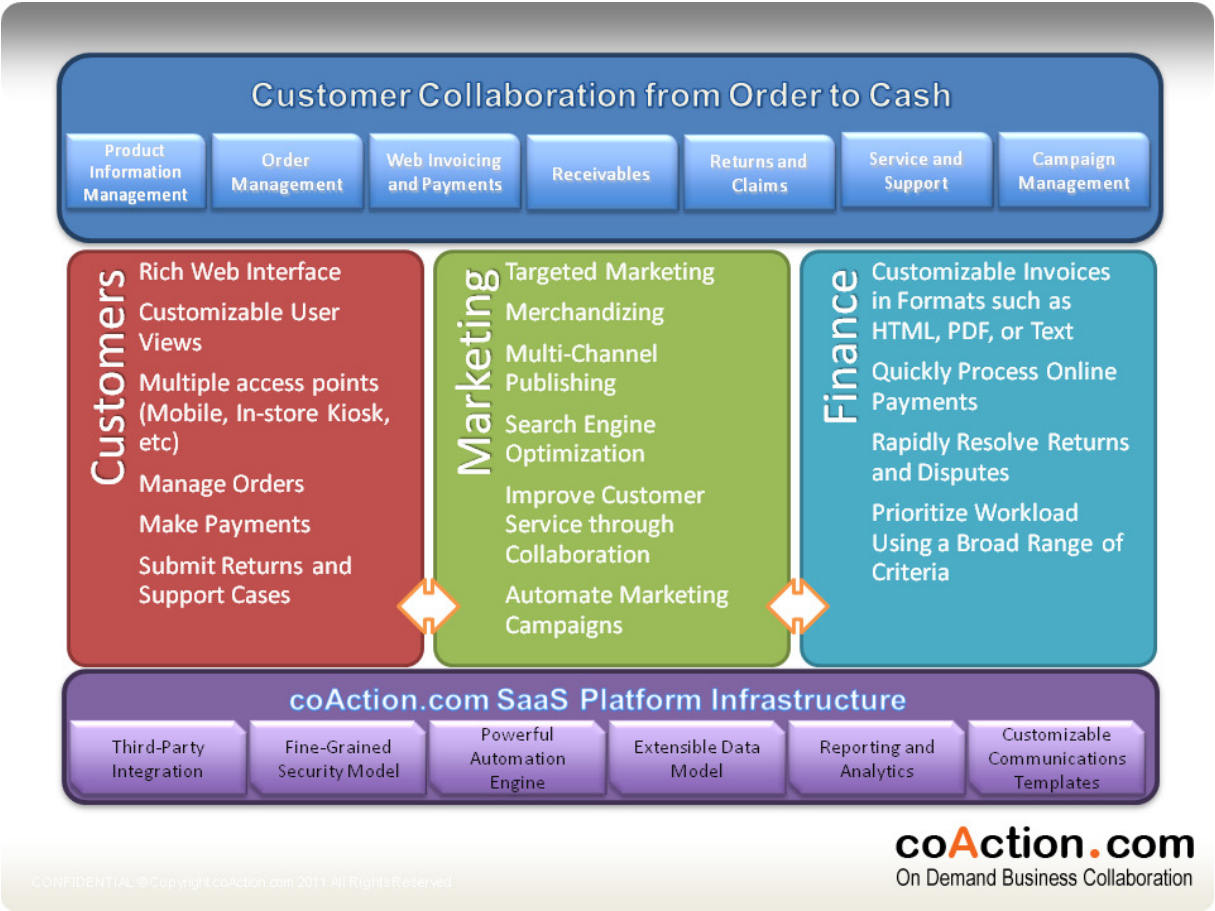 Customer Collaboration from Order to Cash
Product
Information
Management
Order
Management
Web Invoicing
and Payments
Receivables
Returns and
Claims
Service and
Support
Campaign
Management
Customers
Rich Web Interface
Customizable User
Views
Multiple access points
(Mobile, In-store Kiosk,
etc)
Manage Orders
Make Payments
Submit Returns and
Support Cases
Marketing
Targeted Marketing
Merchandizing
Multi-Channel
Publishing
Search Engine
Optimization
Improve Customer
Service through
Collaboration
Automate Marketing
Campaigns
Finance
Customizable Invoices
in Formats such as
HTML, PDF, or Text
Quickly Process Online
Payments
Rapidly Resolve Returns
and Disputes
Prioritize Workload
Using a Broad Range of
Criteria
coAction.com SaaS Platform Infrastructure
Third-Party
Integration
Fine-Grained
Security Model
Powerful
Automation
Engine
Extensible Data
Model
Reporting and
Analytics
Customizable
Communications
Templates
coAction.com
On Demand Business Collaboration
CONFIDENTIAL © Copyright coAction.com 2011 All Rights Reserved